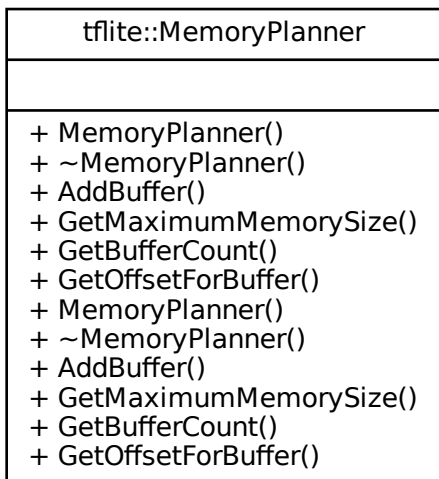 tflite::MemoryPlanner
+ MemoryPlanner()
+ ~MemoryPlanner()
+ AddBuffer()
+ GetMaximumMemorySize()
+ GetBufferCount()
+ GetOffsetForBuffer()
+ MemoryPlanner()
+ ~MemoryPlanner()
+ AddBuffer()
+ GetMaximumMemorySize()
+ GetBufferCount()
+ GetOffsetForBuffer()